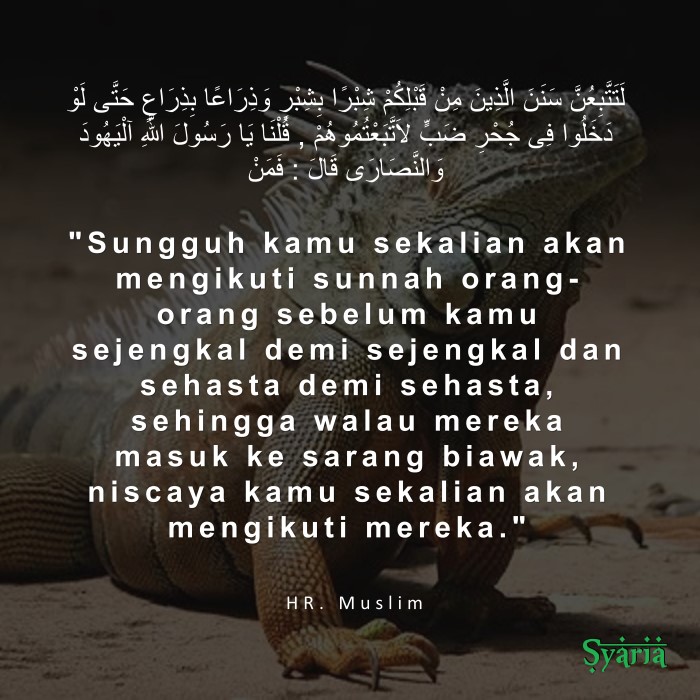 لَتَتَّبِعُنَّ سَنَنَ الَّذِينَ مِنْ قَبْلِكُمْ شِبْرًا بِشِبْرٍ وَذِرَاعًا بِذِرَاعٍ حَتَّى لَوْ
دَخَلُوا فِى جُحْرِ ضَبٍّ لاَتَّبَعْتُمُوهُمْ , قُلْنَا يَا رَسُولَ اللَّهِ آلْيَهُودَ
وَالنَّصَارَى قَالَ : فَمَنْ
"Sungguh kamu sekalian akan
mengikuti sunnah orang-
orang sebelum kamu
sejengkal demi sejengkal dan
sehasta demi sehasta,
sehingga walau mereka
masuk ke sarang biawak,
niscaya kamu sekalian akan
mengikuti mereka."
HR. Muslim
Syaria